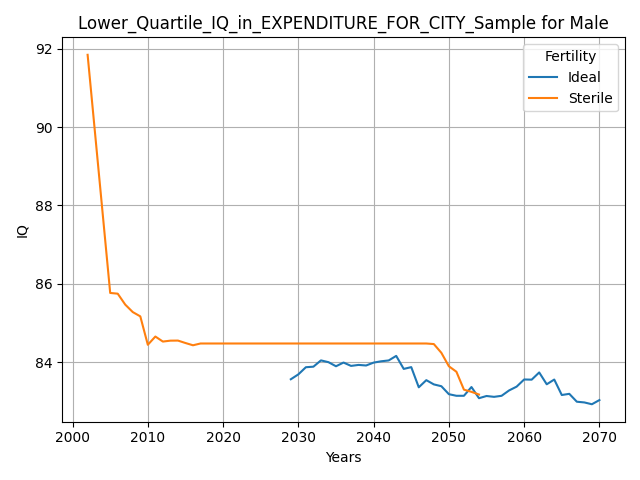 Lower_Quartile_IQ_in_EXPENDITURE_FOR_CITY_Sample for Male
Fertility
Ideal
Sterile
IQ
92
90
88
86
84
2000 2010 2020 2030 2040 2050 2060 2070
Years